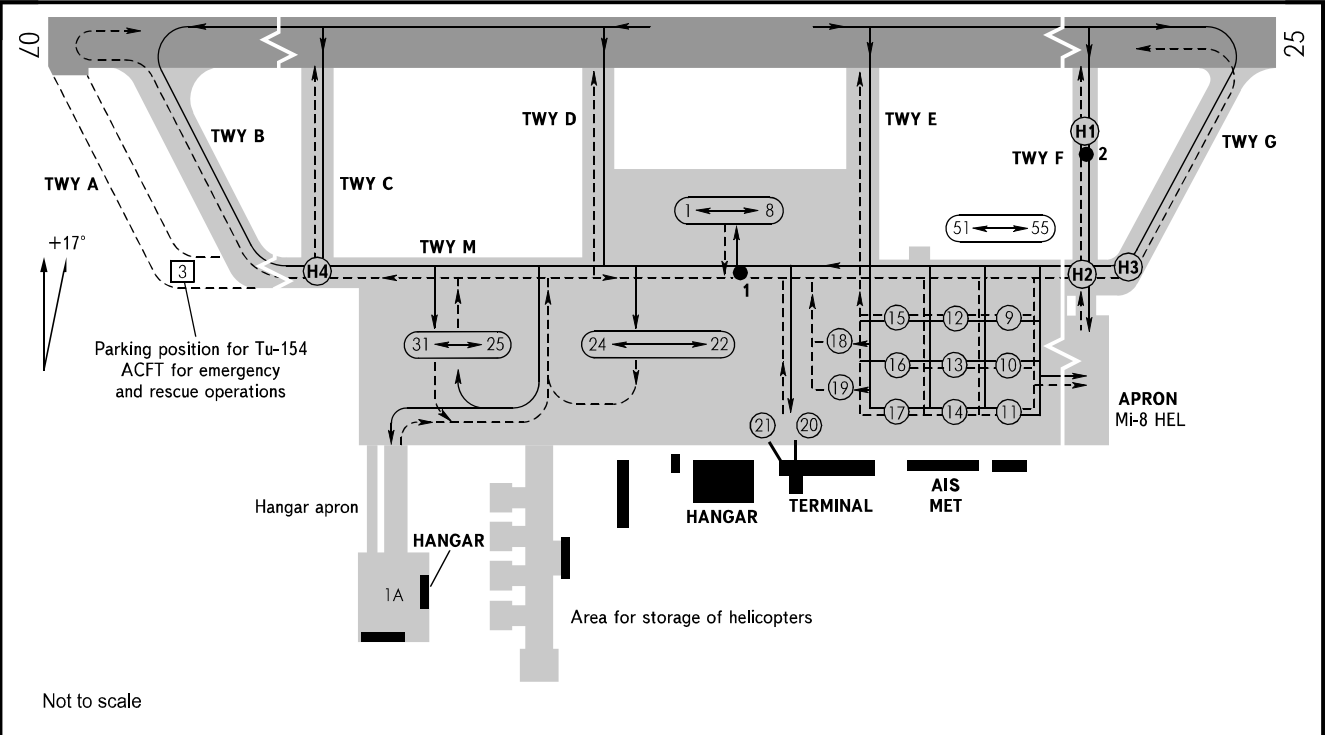 07
25
TWY A
TWY B
TWY C
TWY D
TWY E
TWY F
TWY G
H1
2
1 8
51 55
+17°
3
TWY M
H4
1
H2
H3
Parking position for Tu-154
ACFT for emergency
and rescue operations
31 25
24 22
15
12
9
18
16
13
10
19
17
14
11
21
20
APRON
Mi-8 HEL
Hangar apron
HANGAR
1A
HANGAR
TERMINAL
AIS
MET
Area for storage of helicopters
Not to scale